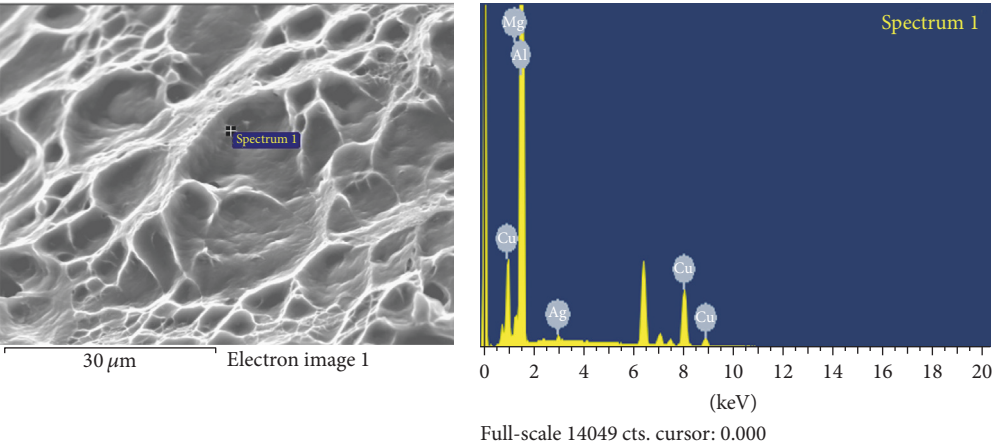 Spectrum 1
30 μm
Electron image 1
Spectrum 1
Mg
Al
Cu
Ag
Cu
Cu
0 2 4 6 8 10 12 14 16 18 20
(keV)
Full-scale 14049 cts. cursor: 0.000